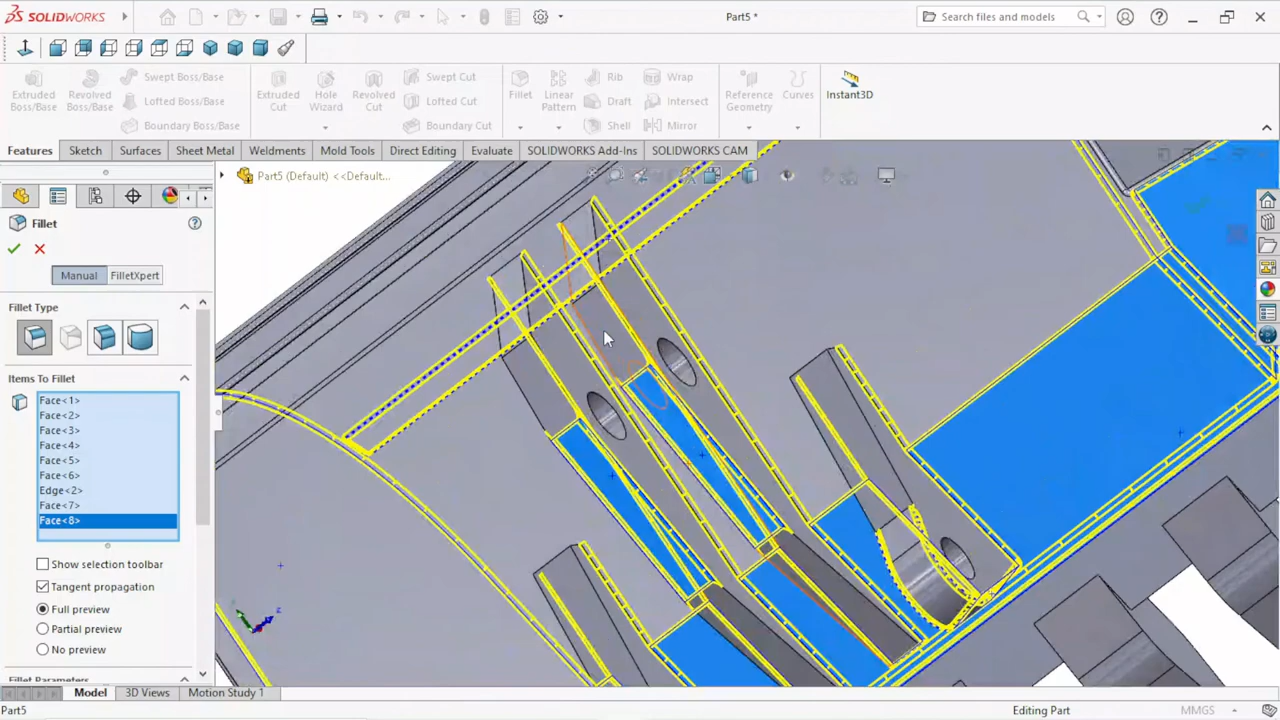 SOLIDWORKS
Part5 *
Search files and models
Extruded Boss/Base
Revolved Boss/Base
Swept Boss/Base
Lofted Boss/Base
Boundary Boss/Base
Extruded Cut
Hole Wizard
Revolved Cut
Swept Cut
Lofted Cut
Boundary Cut
Fillet
Linear Pattern
Rib
Draft
Shell
Wrap
Intersect
Mirror
Reference Geometry
Curves
Instant3D
Features
Sketch
Surfaces
Sheet Metal
Weldments
Mold Tools
Direct Editing
Evaluate
SOLIDWORKS Add-Ins
SOLIDWORKS CAM
Part5 (Default) <<Default...
Fillet
Manual
FilletXpert
Fillet Type
Items To Fillet
Face<1>
Face<2>
Face<3>
Face<4>
Face<5>
Face<6>
Edge<2>
Face<7>
Face<8>
Show selection toolbar
Tangent propagation
Full preview
Partial preview
No preview
Z
Model
3D Views
Motion Study 1
Part5
Editing Part
MMGS